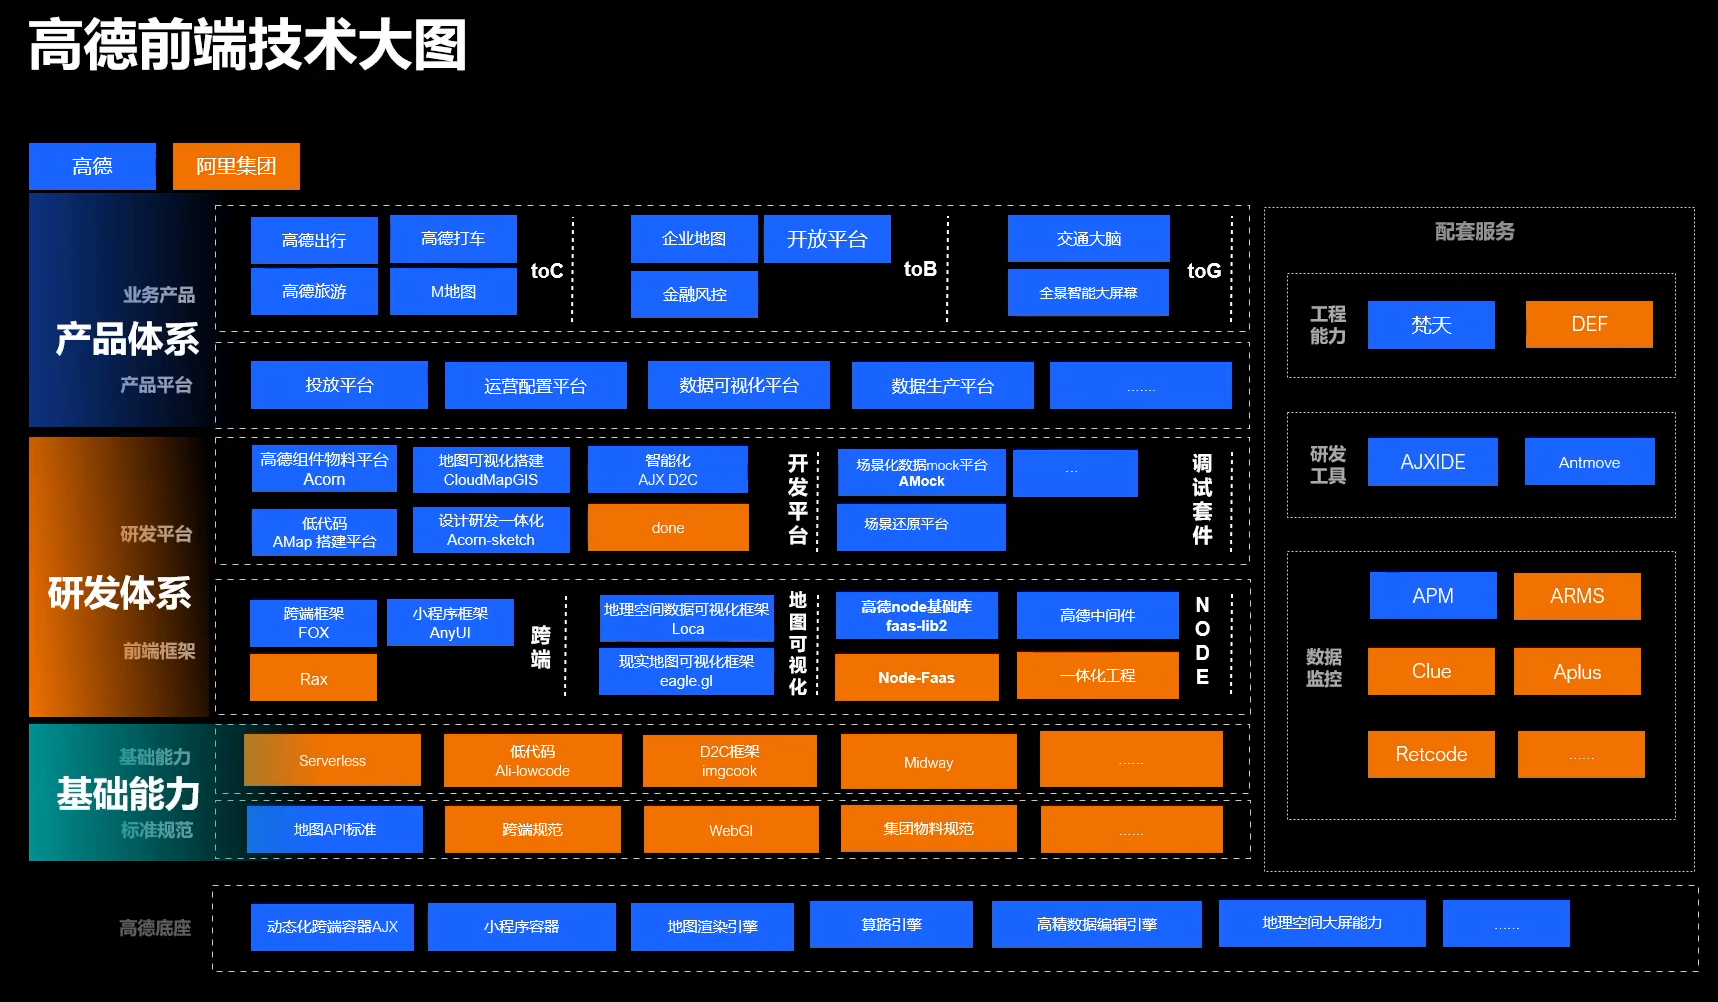 高德前端技术大图
高德
阿里集团
业务产品
产品体系
产品平台
高德出行
高德打车
高德旅游
M地图
toC
企业地图
开放平台
金融风控
toB
交通大脑
全景智能大屏幕
toG
投放平台
运营配置平台
数据可视化平台
数据生产平台
.......
研发平台
研发体系
前端框架
高德组件物料平台
Acorn
地图可视化搭建
CloudMapGIS
智能化
AJX D2C
低代码
AMap 搭建平台
设计研发一体化
Acorn-sketch
done
开发平台
场景化数据mock平台
AMock
...
场景还原平台
调试套件
跨端框架
FOX
小程序框架
AnyUI
Rax
跨端
地理空间数据可视化框架
Loca
现实地图可视化框架
eagle.gl
地图可视化
高德node基础库
faas-lib2
高德中间件
Node-Faas
一体化工程
NODE
基础能力
基础能力
标准规范
Serverless
低代码
Ali-lowcode
D2C框架
imgcook
Midway
......
地图API标准
跨端规范
WebGl
集团物料规范
......
高德底座
动态化跨端容器AJX
小程序容器
地图渲染引擎
算路引擎
高精数据编辑引擎
地理空间大屏能力
......
配套服务
工程
能力
梵天
DEF
研发
工具
AJXIDE
Antmove
数据
监控
APM
ARMS
Clue
Aplus
Retcode
......